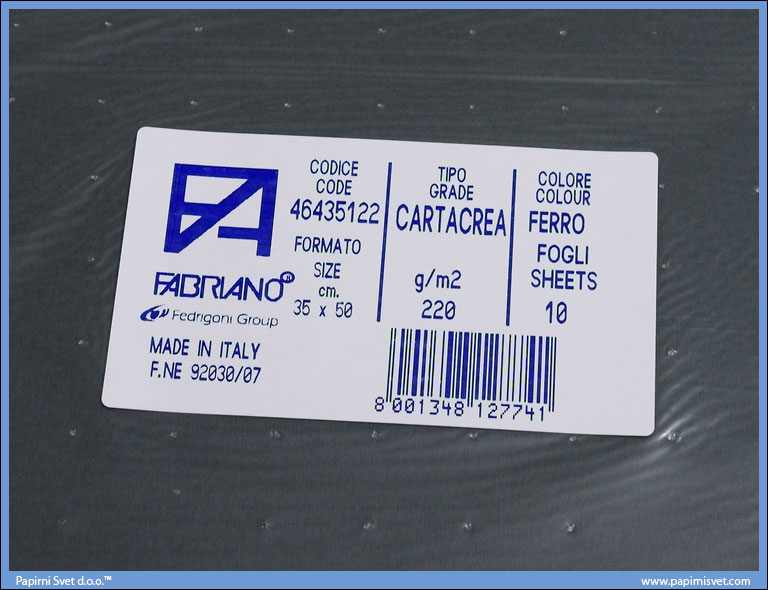 CODICE
CODE
46435122
FORMATO
SIZE
cm.
35 x 50
TIPO
GRADE
CARTACREA
g/m2
220
COLORE
COLOUR
FERRO
FOGLI
SHEETS
10
FABRIANO®
Fedrigoni Group
MADE IN ITALY
F.NE 92030/07
8 001348 127741
Papirni Svet d.o.o.™
www.papirnisvet.com